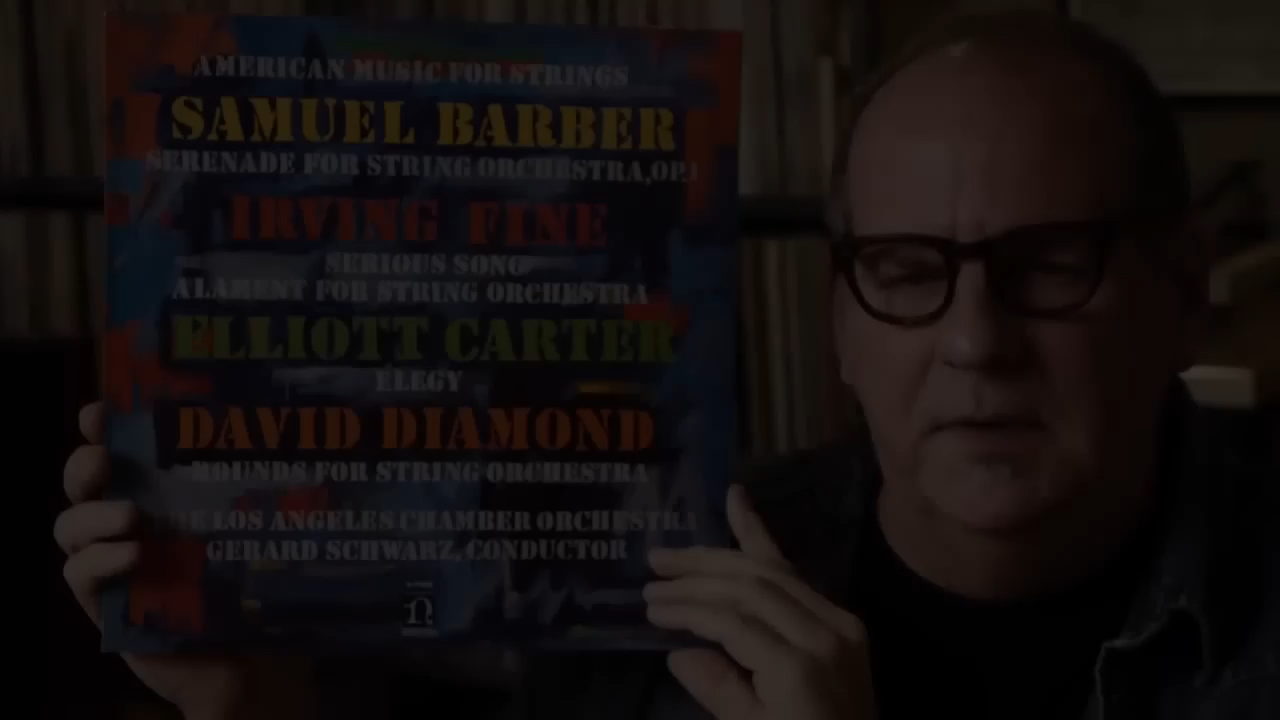 AMERICAN MUSIC FOR STRINGS
SAMUEL BARBER
SERENADE FOR STRING ORCHESTRA, OP.1
IRVING FINE
SERIOUS SONG
A LAMENT FOR STRING ORCHESTRA
ELLIOTT CARTER
ELEGY
DAVID DIAMOND
ROUNDS FOR STRING ORCHESTRA
THE LOS ANGELES CHAMBER ORCHESTRA
GERARD SCHWARZ, CONDUCTOR